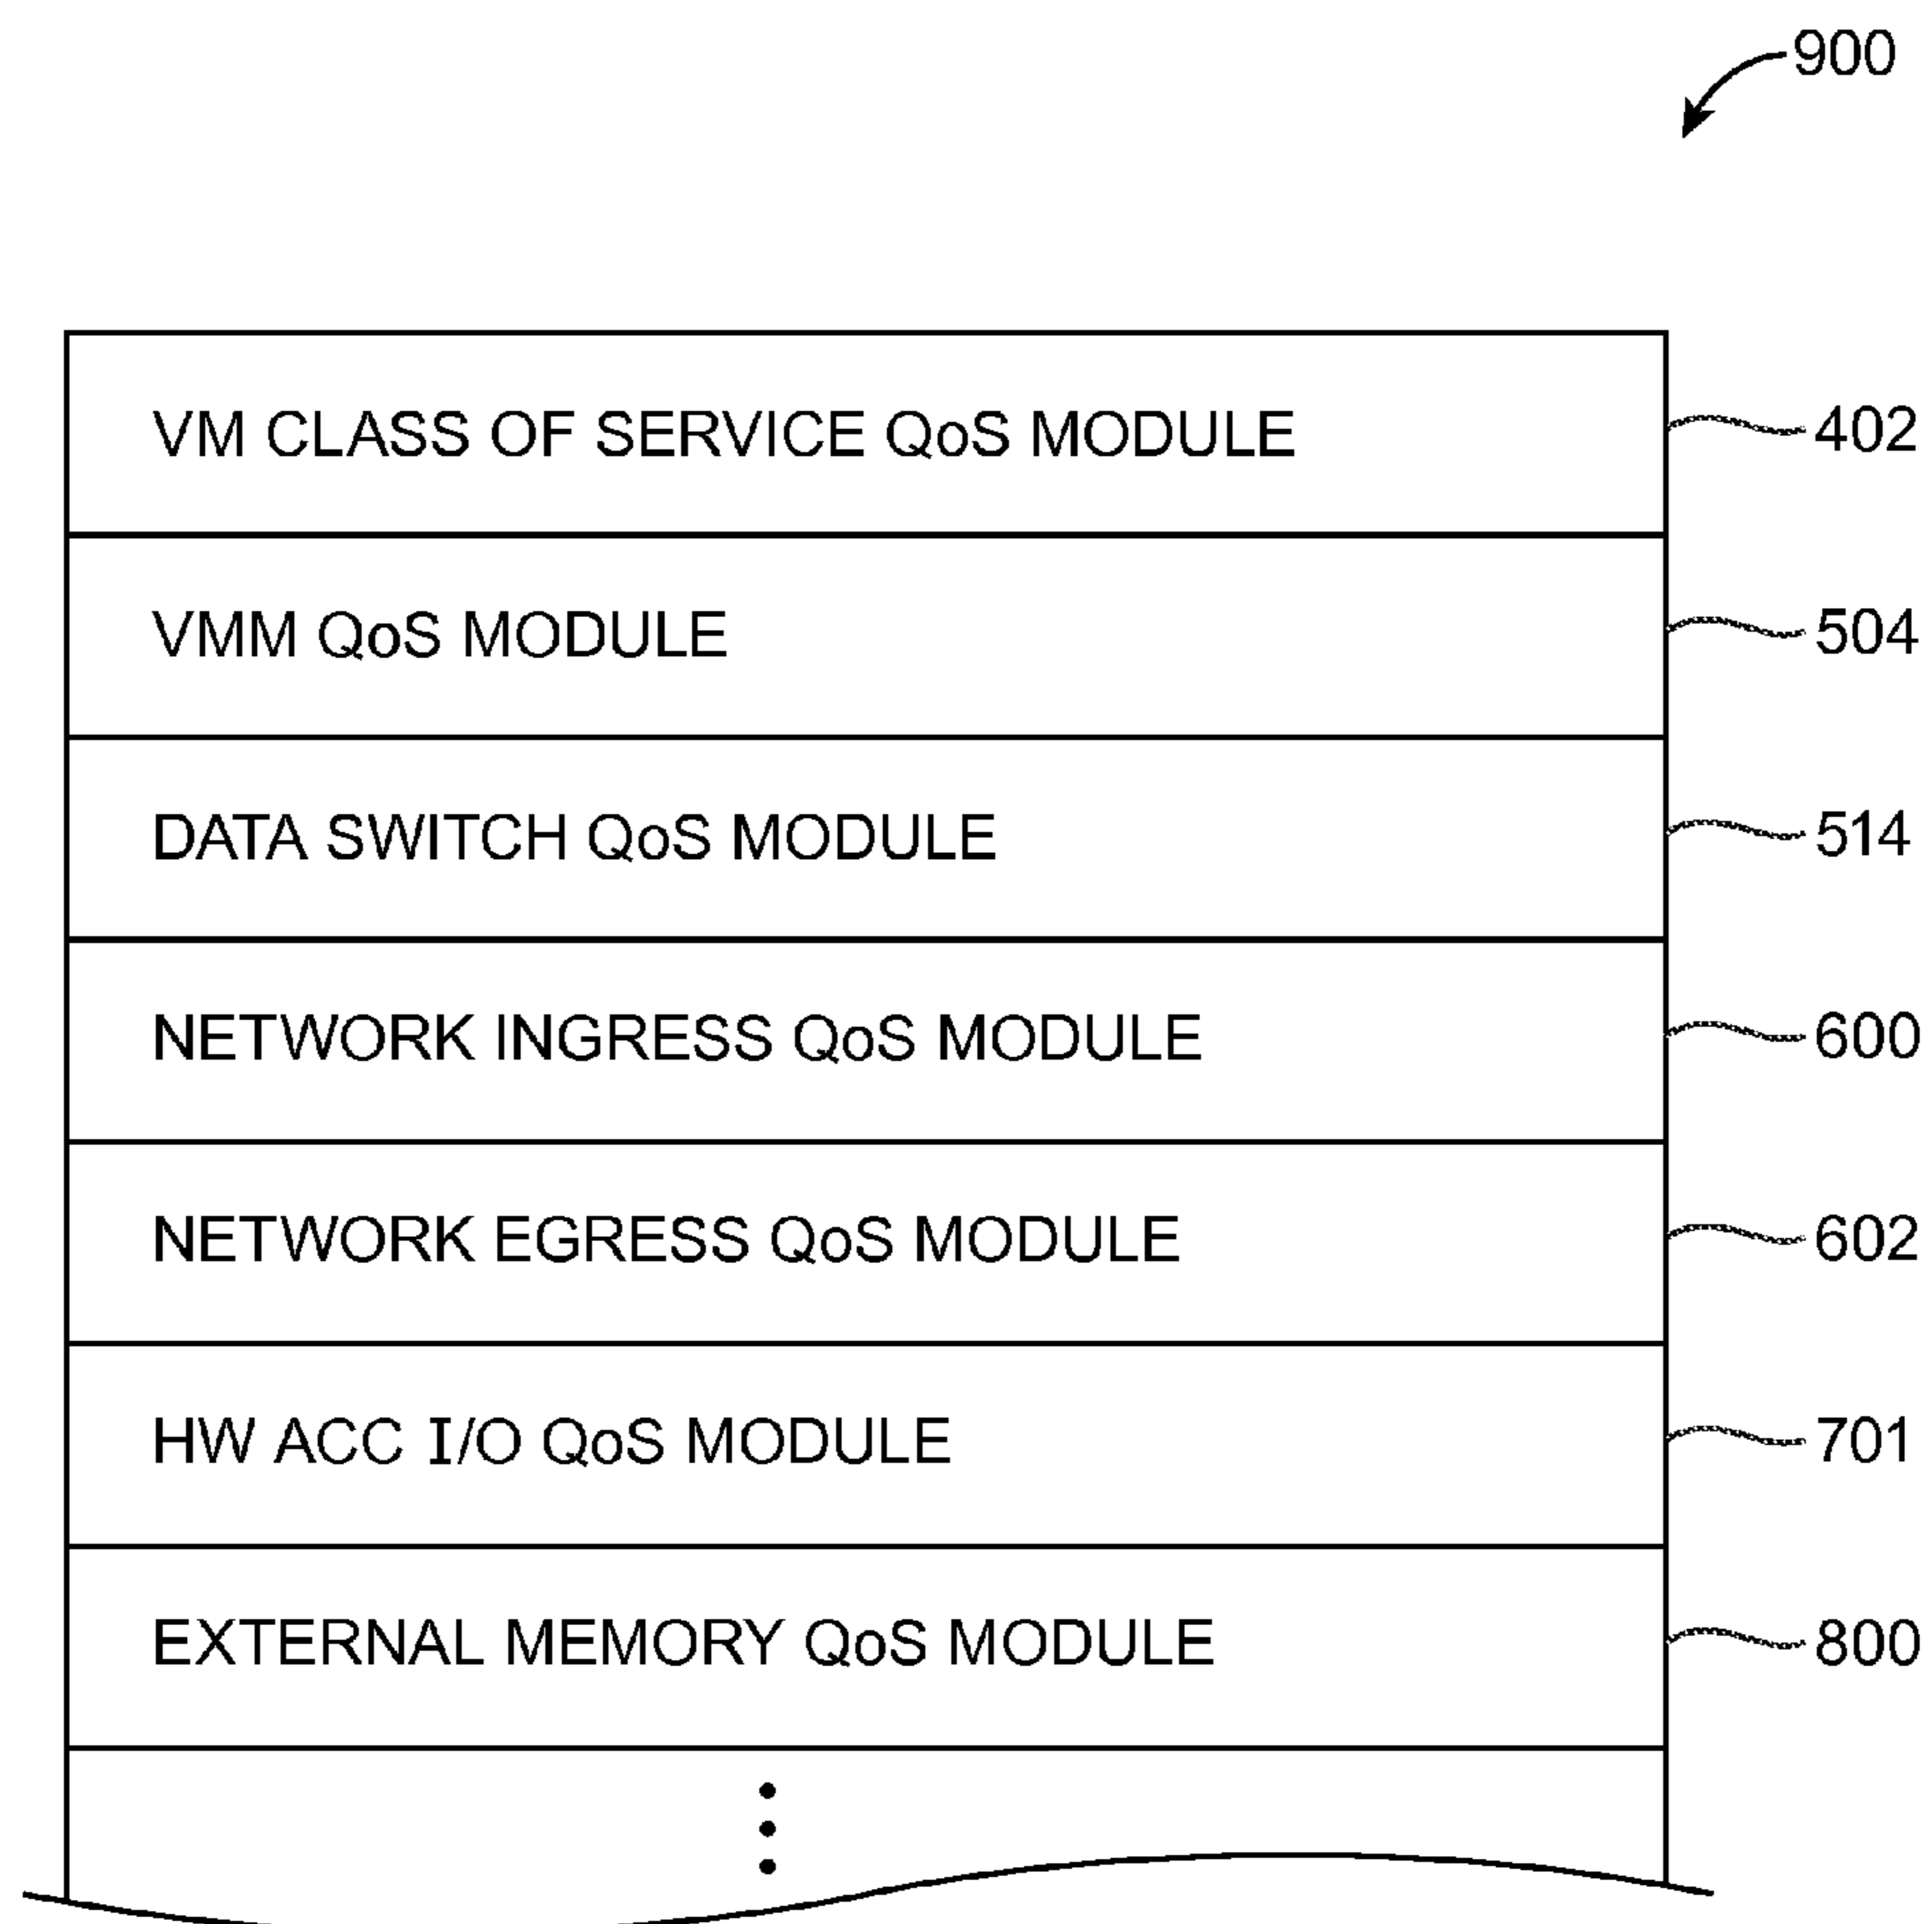 900
VM CLASS OF SERVICE QoS MODULE 402
VMM QoS MODULE 504
DATA SWITCH QoS MODULE 514
NETWORK INGRESS QoS MODULE 600
NETWORK EGRESS QoS MODULE 602
HW ACC I/O QoS MODULE 701
EXTERNAL MEMORY QoS MODULE 800